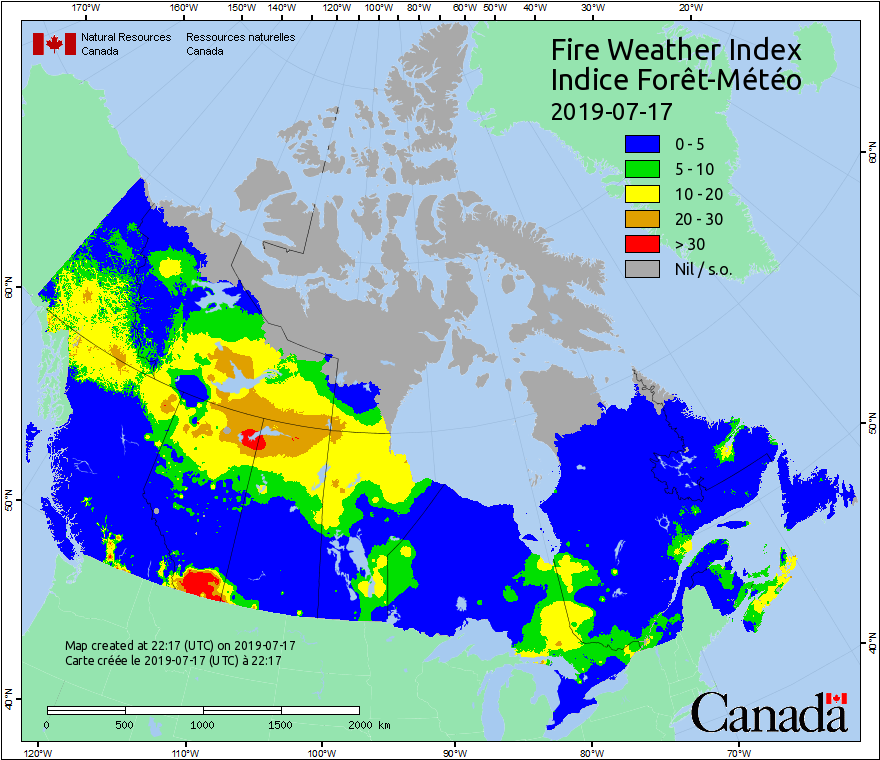 170°W 160°W 150°W 140°W 130°W 120°W 110°W 100°W 90°W 80°W 70°W 60°W 50°W 40°W 30°W 20°W
Natural Resources Ressources naturelles
Canada Canada
Fire Weather Index
Indice Forêt-Météo
2019-07-17
0 - 5
5 - 10
10 - 20
20 - 30
> 30
Nil / s.o.
60°N
60°N
50°N
50°N
40°N
40°N
Map created at 22:17 (UTC) on 2019-07-17
Carte créée le 2019-07-17 (UTC) à 22:17
0 500 1000 1500 2000 km
Canada
120°W 110°W 100°W 90°W 80°W 70°W